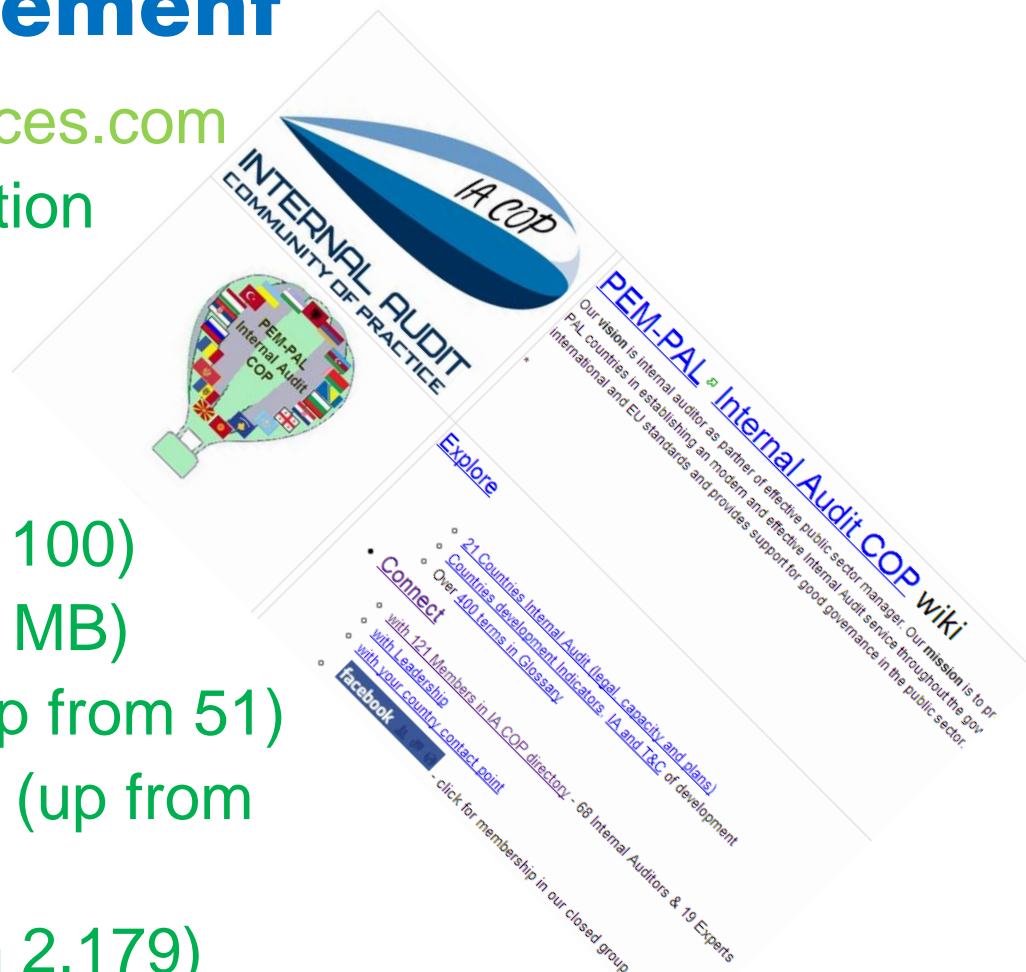 ement
ces.com
tion
100)
MB)
p from 51)
(up from
2,179)
INTERNAL AUDIT
COMMUNITY OF PRACTICE
IA COP
PEM-PAL
Internal Audit
COP
PEM-PAL Internal Audit COP wiki
Our vision is internal auditor as partner of effective public sector manager. Our mission is to pr
PAL countries in establishing an modern and effective Internal Audit service throughout the gov
international and EU standards and provides support for good governance in the public sector.
Explore
21 Countries Internal Audit (legal, capacity and plans)
Countries development Indicators, IA and T&C of development
Over 400 terms in Glossary
Connect
with 121 Members in IA COP directory - 68 Internal Auditors & 19 Experts
with Leadership
with your country contact point
facebook - click for membership in our closed group